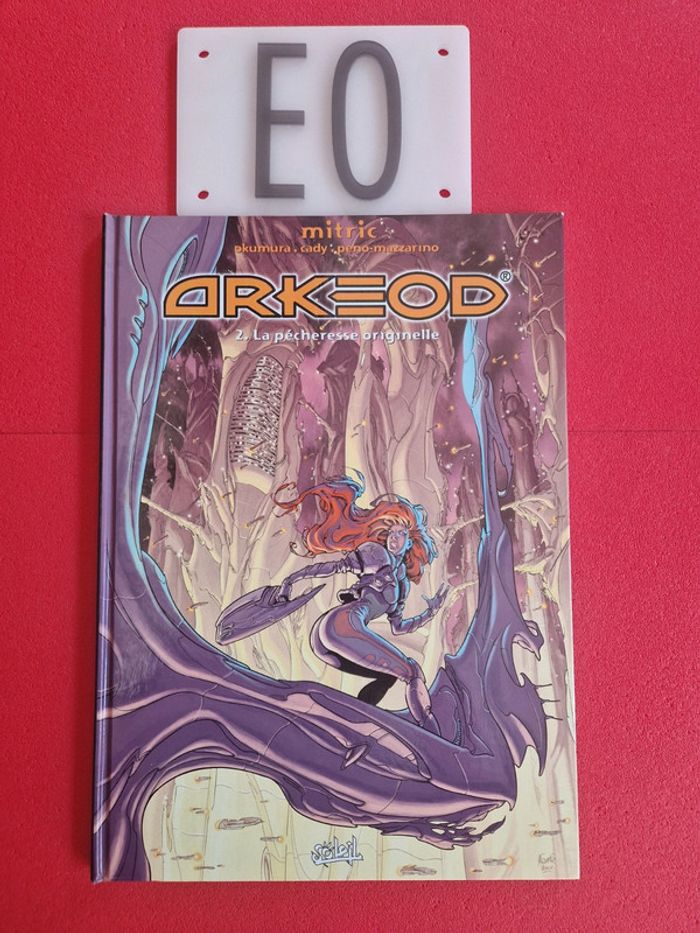 EO
mitric
okumura . cady . peno-mazzarino
ARKEOD®
2. La pécheresse originelle
SOLEIL